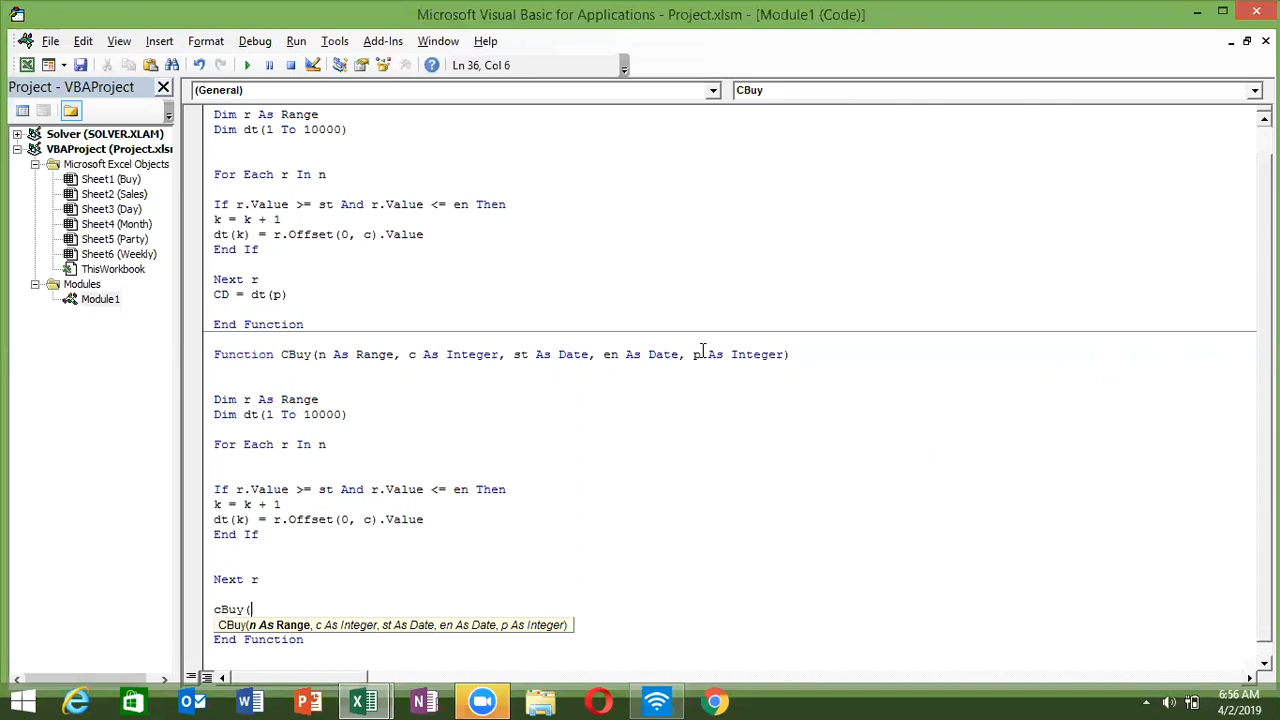 Microsoft Visual Basic for Applications - Project.xlsm - [Module1 (Code)]
File Edit View Insert Format Debug Run Tools Add-Ins Window Help
Ln 36, Col 6
Project - VBAProject
(General) CBuy
Solver (SOLVER.XLAM)
VBAProject (Project.xlsm
Microsoft Excel Objects
Sheet1 (Buy)
Sheet2 (Sales)
Sheet3 (Day)
Sheet4 (Month)
Sheet5 (Party)
Sheet6 (Weekly)
ThisWorkbook
Modules
Module1
Dim r As Range
Dim dt(1 To 10000)
For Each r In n
If r.Value >= st And r.Value <= en Then
k = k + 1
dt(k) = r.Offset(0, c).Value
End If
Next r
CD = dt(p)
End Function
Function CBuy(n As Range, c As Integer, st As Date, en As Date, p As Integer)
Dim r As Range
Dim dt(1 To 10000)
For Each r In n
If r.Value >= st And r.Value <= en Then
k = k + 1
dt(k) = r.Offset(0, c).Value
End If
Next r
cBuy(
CBuy(n As Range, c As Integer, st As Date, en As Date, p As Integer)
End Function
6:56 AM
4/2/2019